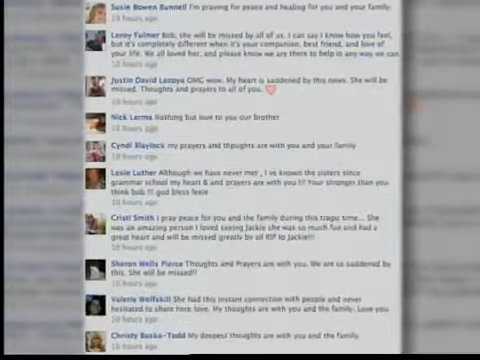 Susie Bowen Bunnell I'm praying for peace and healing for you and your family.
10 hours ago
Leroy Fulmer Bob, she will be missed by all of us. I can say I know how you feel,
but it's completely different when it's your companion, best friend, and love of
your life. We all loved her, and please know we are there to help in any way we can
10 hours ago
Justin David Lozoya OMG wow. My heart is saddened by this news. She will be
missed. Thoughts and prayers to all of you.
10 hours ago
Nick Lerma Nothing but love to you our brother
10 hours ago
Cyndi Blaylock my prayers and thpughts are with you and your family
10 hours ago
Lexie Luther Although we have never met , I've known the sisters since
grammar school my heart & and prayers are with you !!! Your stronger than you
think bob !! god bless lexie
10 hours ago
Cristi Smith I pray peace for you and the family during this tragic time... She
was an amazing person I loved seeing Jackie she was so much fun and had a
great heart and will be missed greatly by all RIP to Jackie!!!
10 hours ago
Sharon Wells Pierce Thoughts and Prayers are with you. We are so saddened by
this. She will be missed!!
10 hours ago
Valerie Wolfskill She had this instant connection with people and never
hesitated to share here love. My thoughts are with you and the family. Love you
10 hours ago
Christy Buska-Todd My deepest thoughts are with you and the family.
10 hours ago